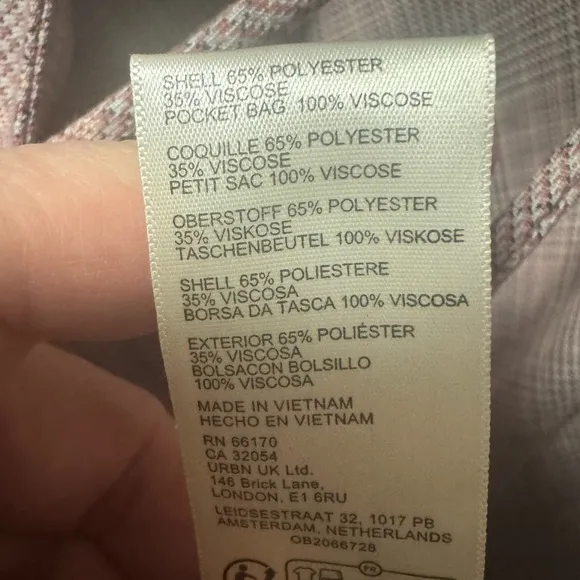 SHELL 65% POLYESTER
35% VISCOSE
POCKET BAG 100% VISCOSE
COQUILLE 65% POLYESTER
35% VISCOSE
PETIT SAC 100% VISCOSE
OBERSTOFF 65% POLYESTER
35% VISKOSE
TASCHENBEUTEL 100% VISKOSE
SHELL 65% POLIESTERE
35% VISCOSA
BORSA DA TASCA 100% VISCOSA
EXTERIOR 65% POLIÉSTER
35% VISCOSA
BOLSACON BOLSILLO
100% VISCOSA
MADE IN VIETNAM
HECHO EN VIETNAM
RN 66170
CA 32054
URBN UK Ltd.
146 Brick Lane,
LONDON, E1 6RU
LEIDSESTRAAT 32, 1017 PB
AMSTERDAM, NETHERLANDS
OB2066728
FR